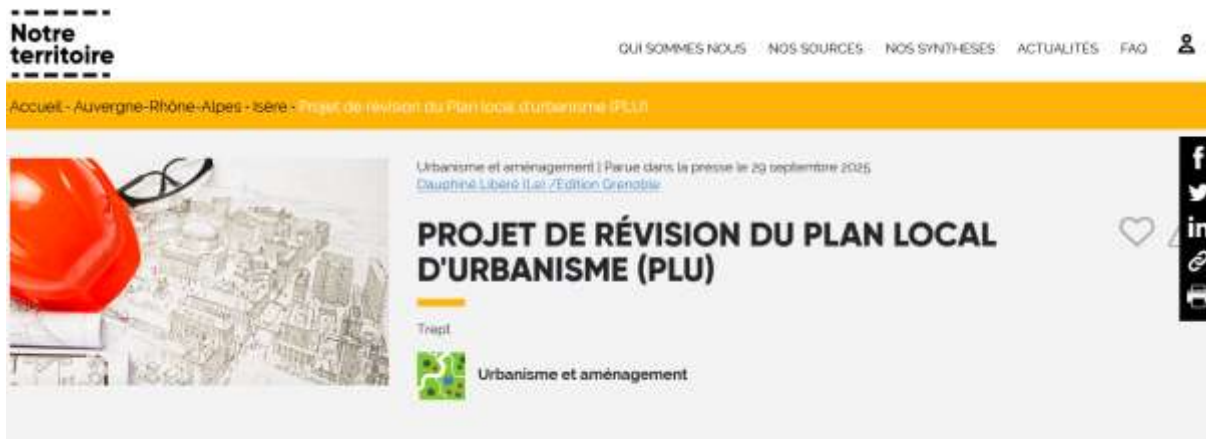 Notre
territoire
QUI SOMMES NOUS NOS SOURCES NOS SYNTHESES ACTUALITÉS FAQ
Accueil - Auvergne-Rhône-Alpes - Isère - Projet de révision du Plan local d'urbanisme (PLU)
Urbanisme et aménagement | Parue dans la presse le 29 septembre 2025
Dauphiné Libéré (Le) /Edition Grenoble
PROJET DE RÉVISION DU PLAN LOCAL
D'URBANISME (PLU)
Trept
Urbanisme et aménagement